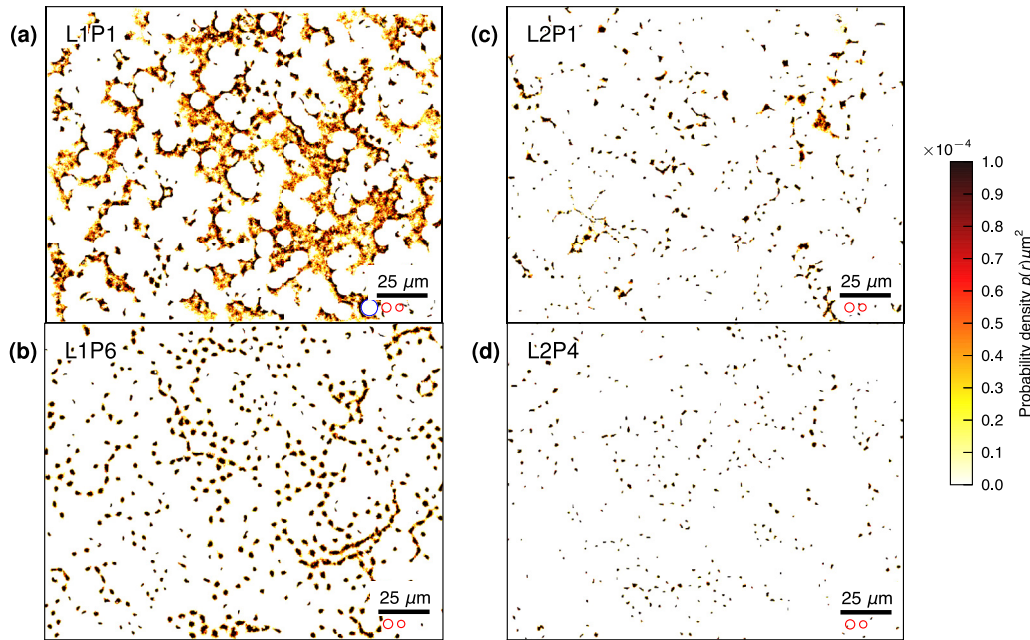 (a) L1P1
25 μm
(b) L1P6
25 μm
(c) L2P1
25 μm
(d) L2P4
25 μm
×10⁻⁴
1.0
0.9
0.8
0.7
0.6
0.5
0.4
0.3
0.2
0.1
0.0
Probability density p(r) μm²